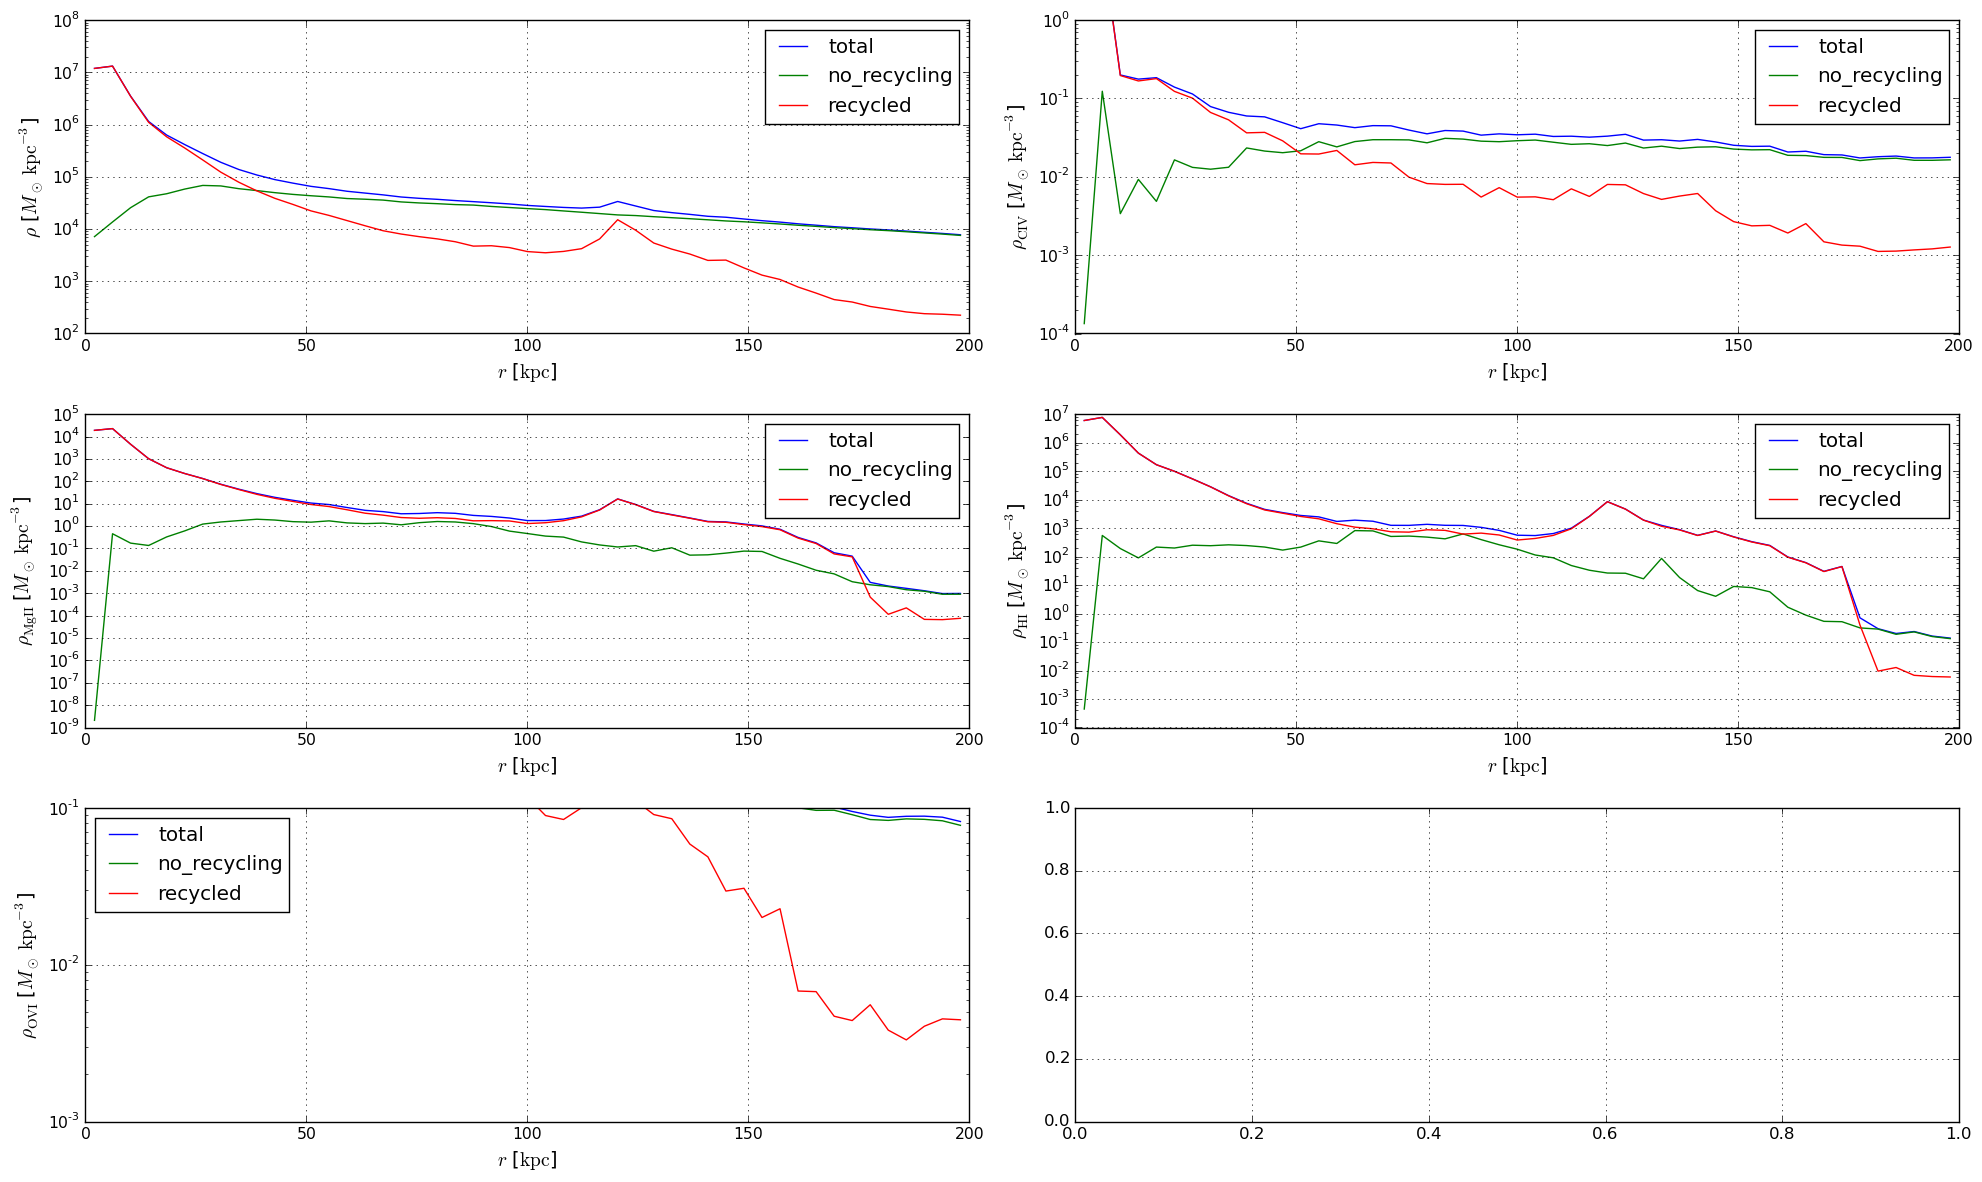 10^8
10^7
10^6
10^5
10^4
10^3
10^2
ρ [M_⊙ kpc^{-3}]
0 50 100 150 200
r [kpc]
total
no_recycling
recycled
10^0
10^{-1}
10^{-2}
10^{-3}
10^{-4}
ρ_CIV [M_⊙ kpc^{-3}]
0 50 100 150 200
r [kpc]
total
no_recycling
recycled
10^5
10^4
10^3
10^2
10^1
10^0
10^{-1}
10^{-2}
10^{-3}
10^{-4}
10^{-5}
10^{-6}
10^{-7}
10^{-8}
10^{-9}
ρ_MgII [M_⊙ kpc^{-3}]
0 50 100 150 200
r [kpc]
total
no_recycling
recycled
10^7
10^6
10^5
10^4
10^3
10^2
10^1
10^0
10^{-1}
10^{-2}
10^{-3}
10^{-4}
ρ_HI [M_⊙ kpc^{-3}]
0 50 100 150 200
r [kpc]
total
no_recycling
recycled
10^{-1}
10^{-2}
10^{-3}
ρ_OVI [M_⊙ kpc^{-3}]
0 50 100 150 200
r [kpc]
total
no_recycling
recycled
1.0
0.8
0.6
0.4
0.2
0.0
0.0 0.2 0.4 0.6 0.8 1.0